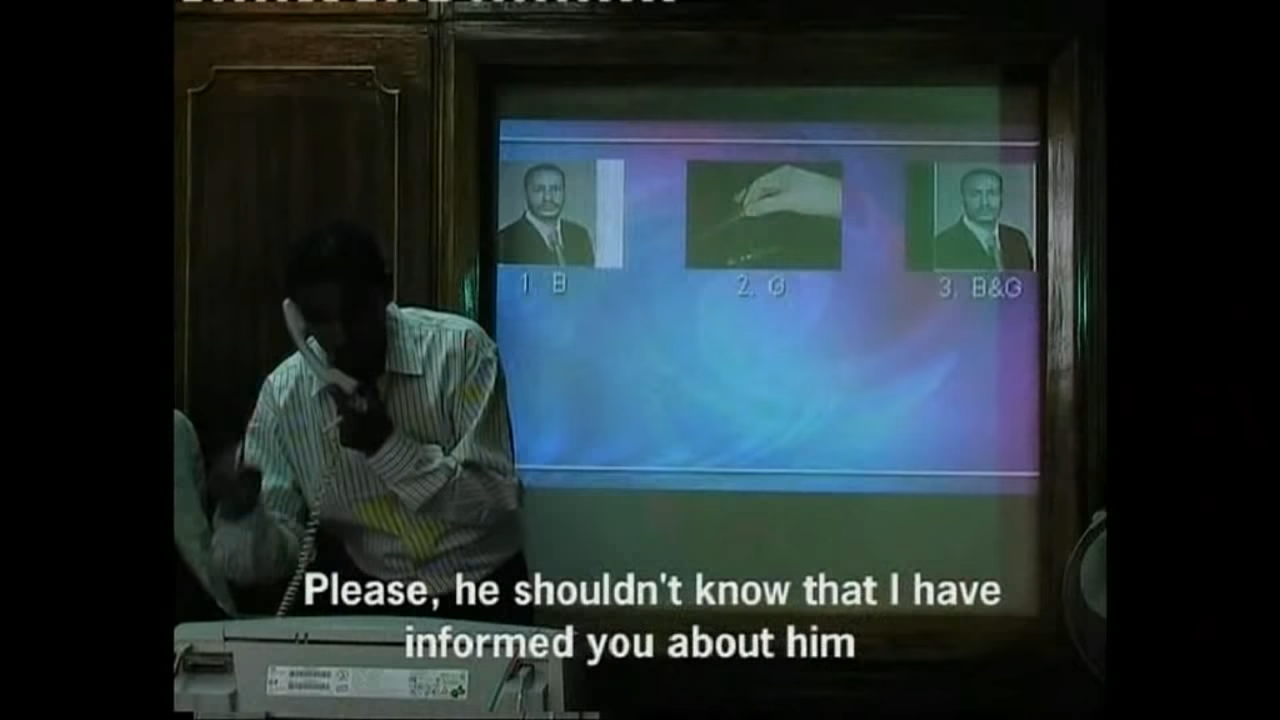 1 B
2. G
3. B&G
Please, he shouldn't know that I have
informed you about him